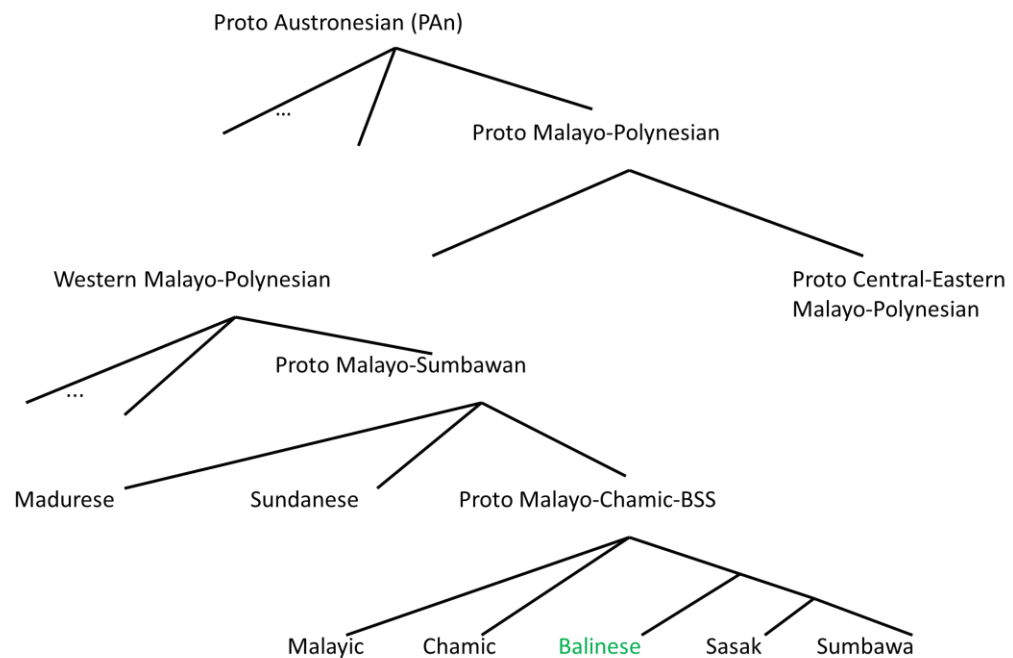 Proto Austronesian (PAn)
...
Proto Malayo-Polynesian
Western Malayo-Polynesian
Proto Central-Eastern
Malayo-Polynesian
Proto Malayo-Sumbawan
...
Madurese
Sundanese
Proto Malayo-Chamic-BSS
Malayic
Chamic
Balinese
Sasak
Sumbawa